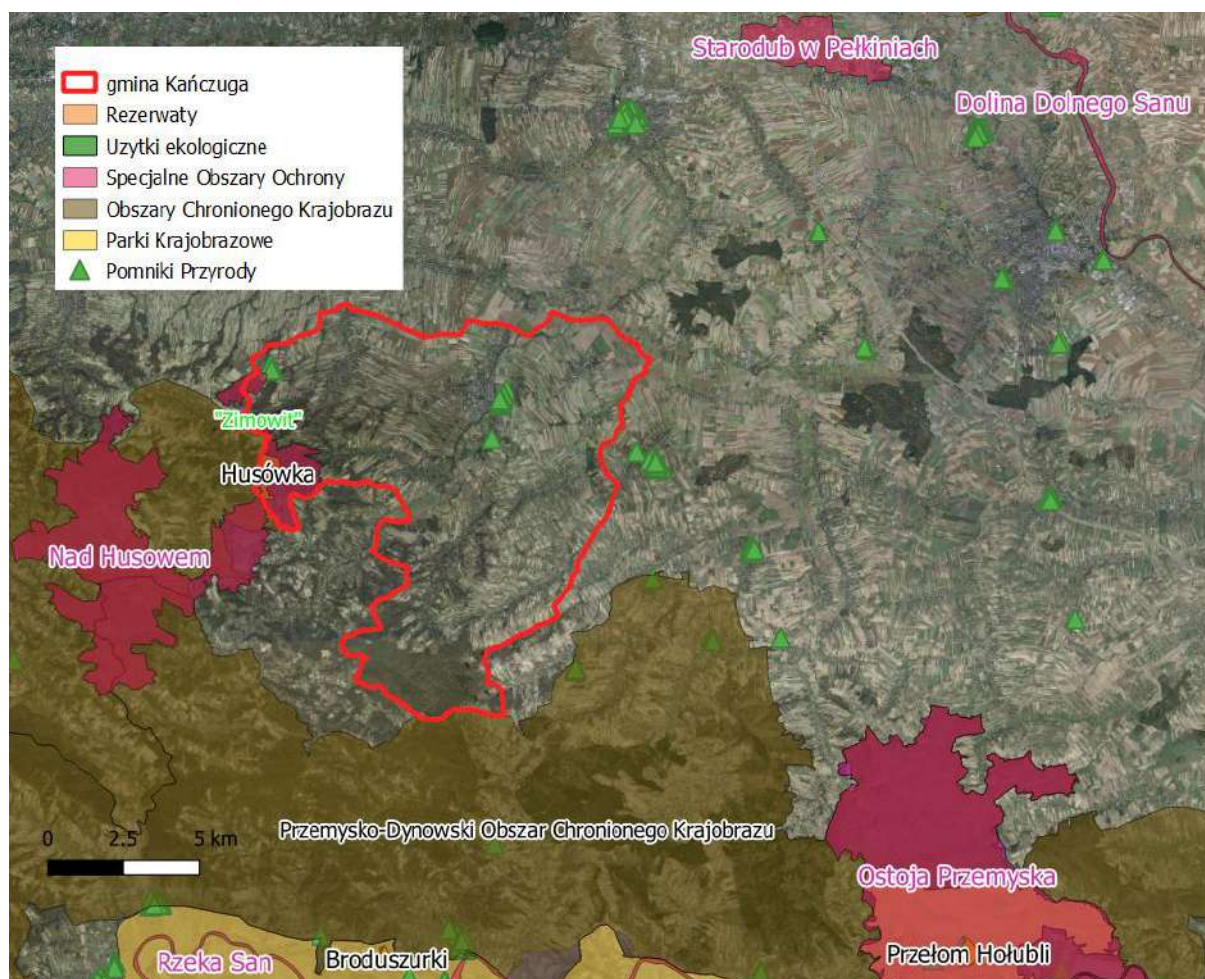 gmina Kańczuga
Rezerwaty
Uzytki ekologiczne
Specjalne Obszary Ochrony
Obszary Chronionego Krajobrazu
Parki Krajobrazowe
Pomniki Przyrody
Starodub w Pełkiniach
Dolina Dolnego Sanu
"Zimowit"
Husówka
Nad Husowem
0 2.5 5 km
Przemysko-Dynowski Obszar Chronionego Krajobrazu
Ostoja Przemyska
Rzeka San
Broduszurki
Przełom Hołubli